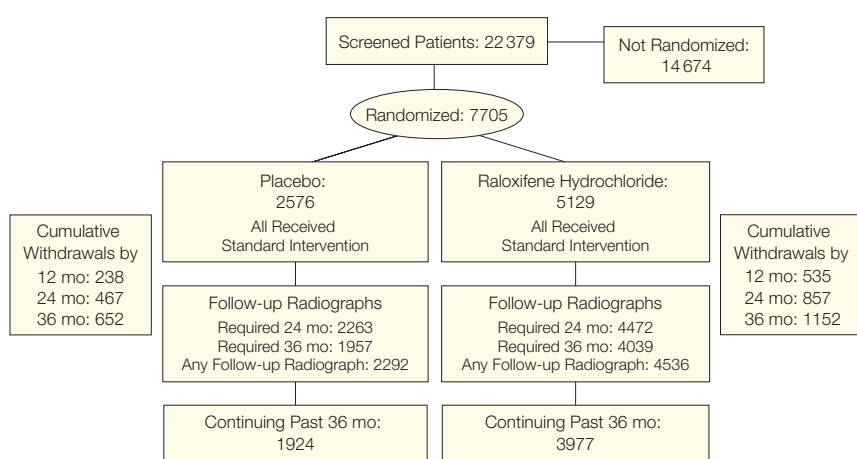 Screened Patients: 22 379
Not Randomized:
14 674
Randomized: 7705
Placebo:
2576
All Received
Standard Intervention
Raloxifene Hydrochloride:
5129
All Received
Standard Intervention
Cumulative
Withdrawals by
12 mo: 238
24 mo: 467
36 mo: 652
Follow-up Radiographs
Required 24 mo: 2263
Required 36 mo: 1957
Any Follow-up Radiograph: 2292
Follow-up Radiographs
Required 24 mo: 4472
Required 36 mo: 4039
Any Follow-up Radiograph: 4536
Cumulative
Withdrawals by
12 mo: 535
24 mo: 857
36 mo: 1152
Continuing Past 36 mo:
1924
Continuing Past 36 mo:
3977